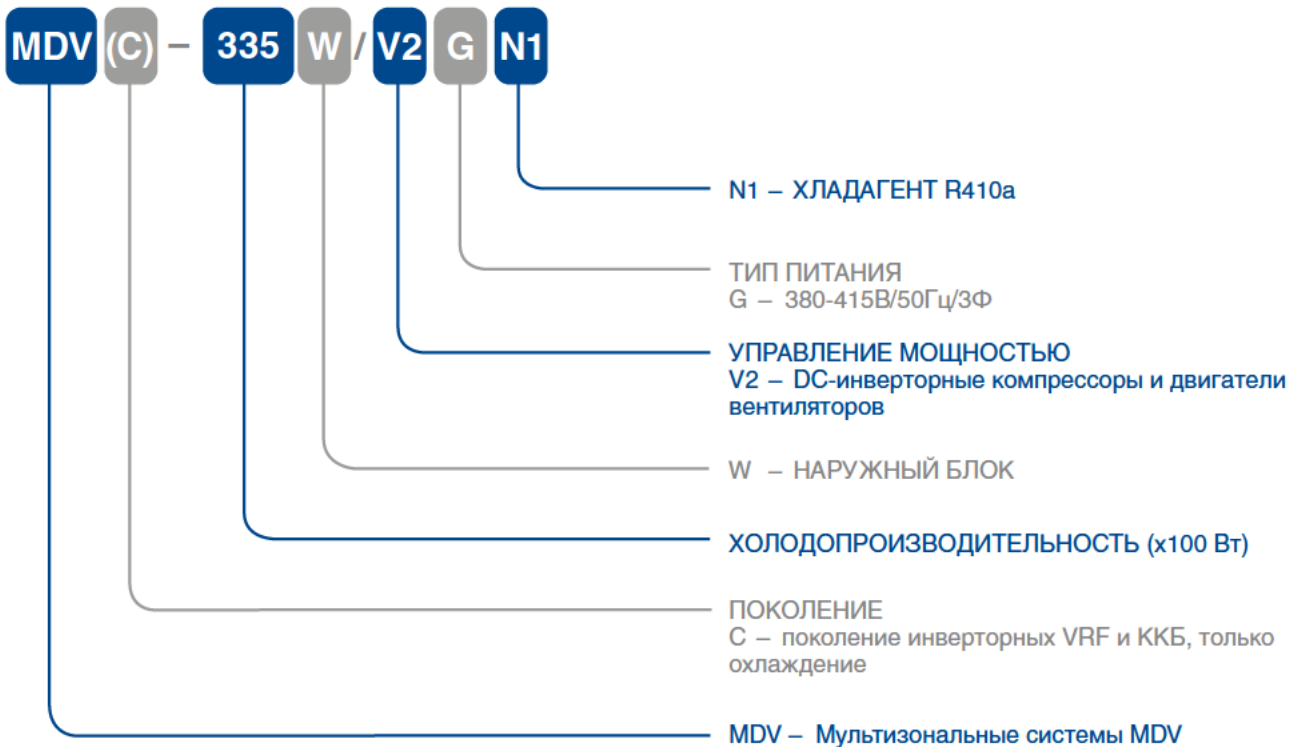 MDV (C) – 335 W / V2 G N1
N1 – ХЛАДАГЕНТ R410a
ТИП ПИТАНИЯ
G – 380-415В/50Гц/3Ф
УПРАВЛЕНИЕ МОЩНОСТЬЮ
V2 – DC-инверторные компрессоры и двигатели
вентиляторов
W – НАРУЖНЫЙ БЛОК
ХОЛОДОПРОИЗВОДИТЕЛЬНОСТЬ (х100 Вт)
ПОКОЛЕНИЕ
С – поколение инверторных VRF и ККБ, только
охлаждение
MDV – Мультизональные системы MDV